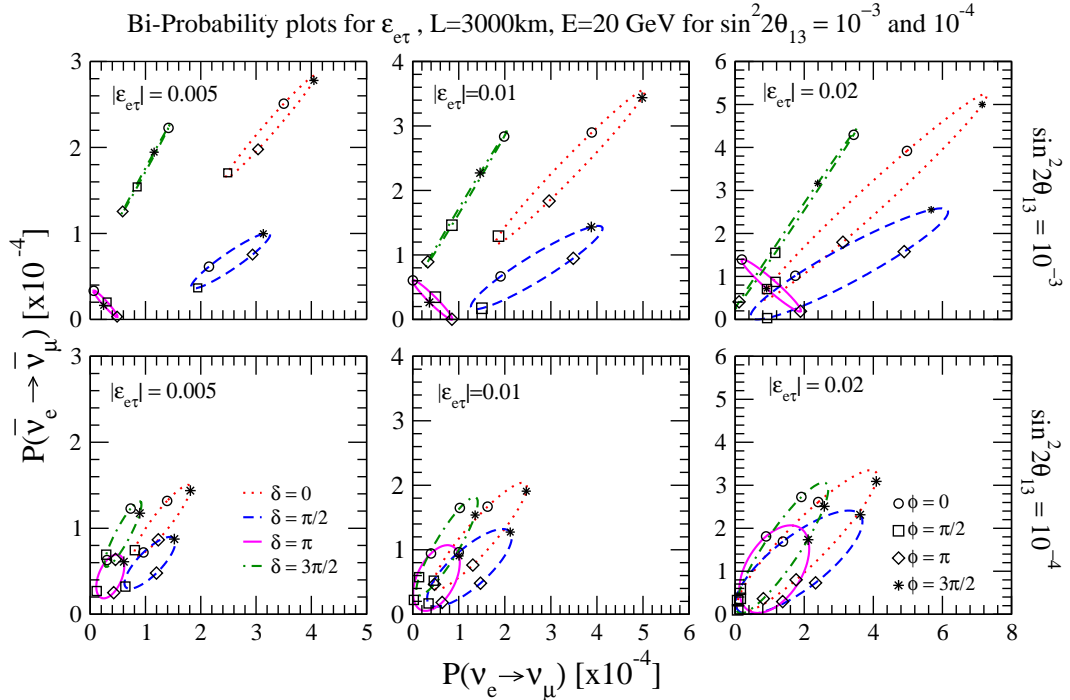 Bi-Probability plots for ε_eτ , L=3000km, E=20 GeV for sin²2θ₁₃ = 10⁻³ and 10⁻⁴
|ε_eτ| = 0.005
|ε_eτ|=0.01
|ε_eτ| = 0.02
0 1 2 3
0 1 2 3 4
0 1 2 3 4 5 6
sin²2θ₁₃ = 10⁻³
P(ν̅_e → ν̅_μ) [x10⁻⁴]
|ε_eτ| = 0.005
|ε_eτ|=0.01
|ε_eτ| = 0.02
0 1 2 3
0 1 2 3 4
0 1 2 3 4 5 6
δ = 0
δ = π/2
δ = π
δ = 3π/2
ϕ = 0
ϕ = π/2
ϕ = π
ϕ = 3π/2
sin²2θ₁₃ = 10⁻⁴
0 1 2 3 4 5
0 1 2 3 4 5 6
0 2 4 6 8
P(ν_e → ν_μ) [x10⁻⁴]